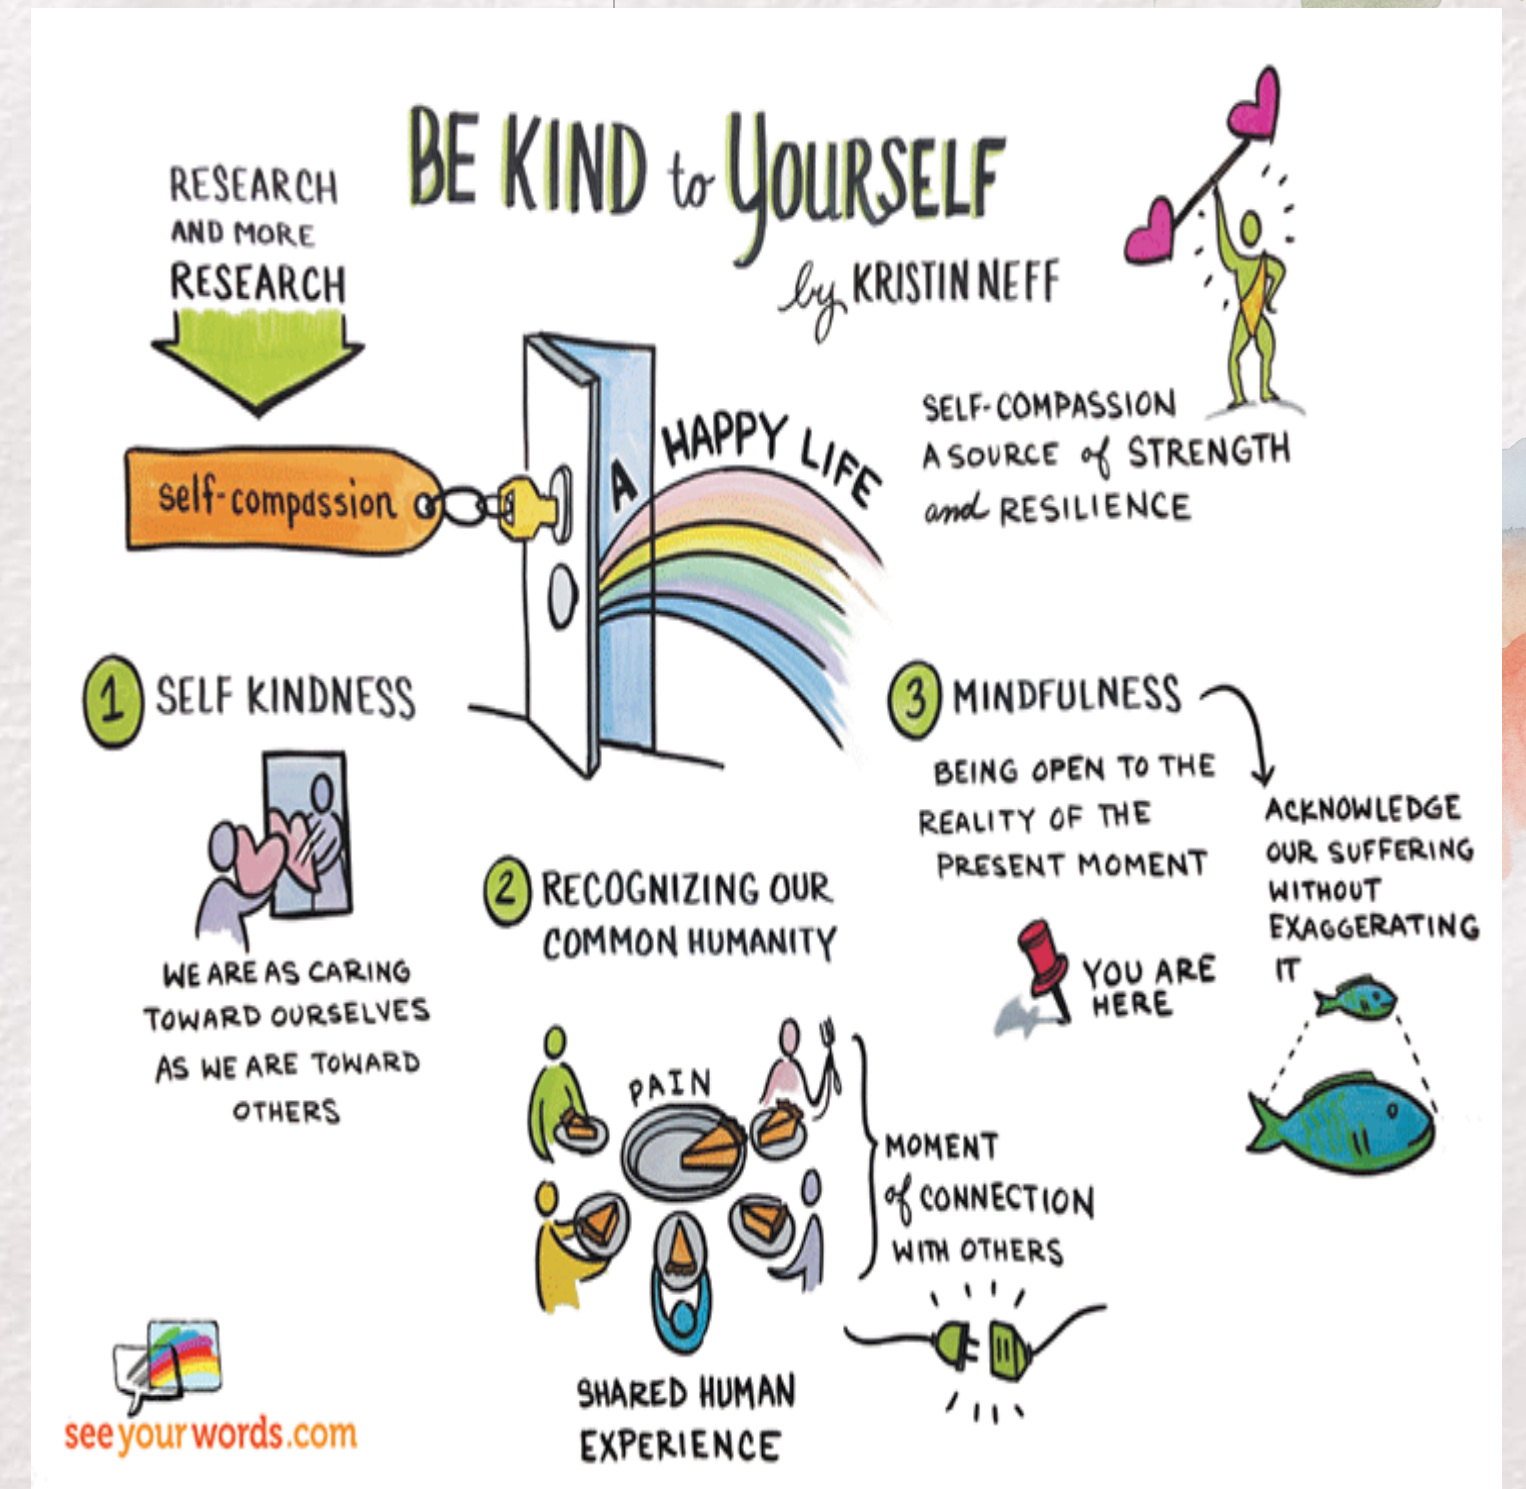 BE KIND to YOURSELF
by KRISTIN NEFF
RESEARCH
AND MORE
RESEARCH
self-compassion
A HAPPY LIFE
SELF-COMPASSION
A SOURCE of STRENGTH
and RESILIENCE
1 SELF KINDNESS
WE ARE AS CARING
TOWARD OURSELVES
AS WE ARE TOWARD
OTHERS
2 RECOGNIZING OUR
COMMON HUMANITY
PAIN
MOMENT
of CONNECTION
WITH OTHERS
SHARED HUMAN
EXPERIENCE
3 MINDFULNESS
BEING OPEN TO THE
REALITY OF THE
PRESENT MOMENT
YOU ARE
HERE
ACKNOWLEDGE
OUR SUFFERING
WITHOUT
EXAGGERATING
IT
seeyourwords.com